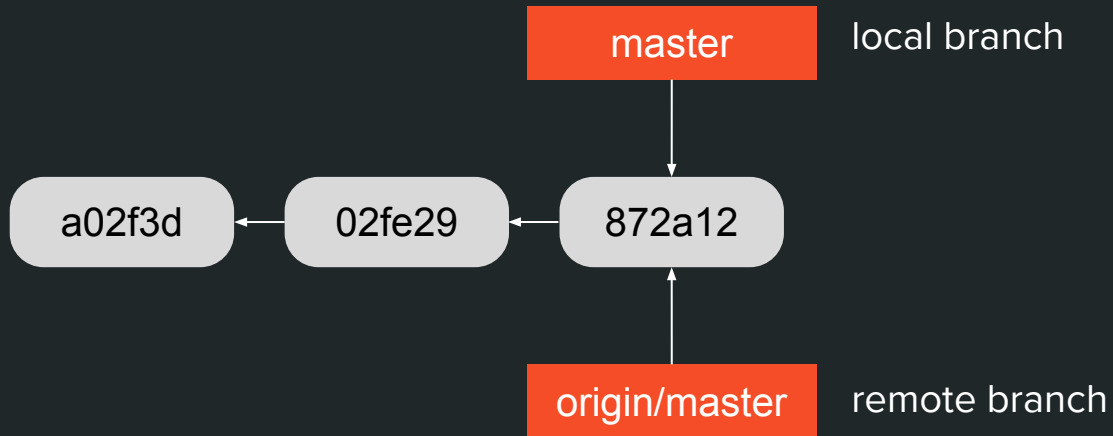 master
local branch
a02f3d
02fe29
872a12
origin/master
remote branch